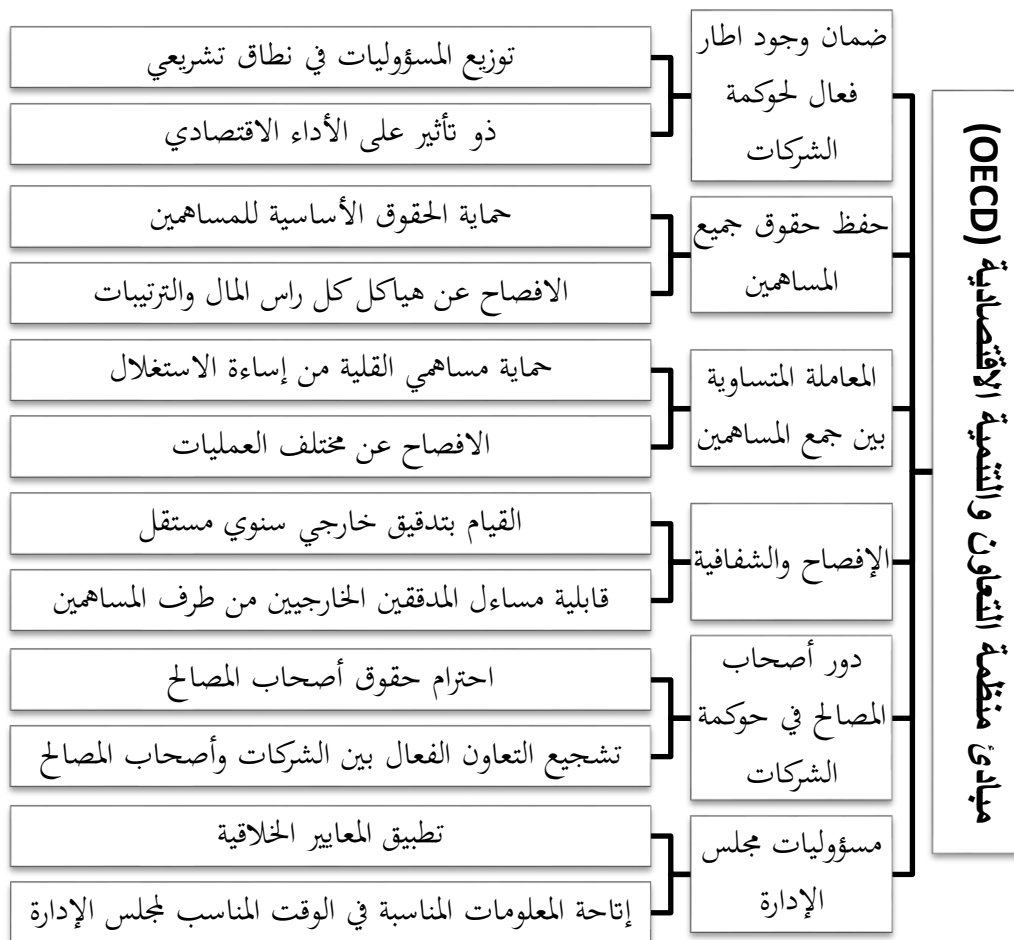 مبادئ منظمة التعاون والتنمية الاقتصادية (OECD)
ضمان وجود اطار
فعال لحوكمة
الشركات
توزيع المسؤوليات في نطاق تشريعي
ذو تأثير على الأداء الاقتصادي
حفظ حقوق جميع
المساهمين
حماية الحقوق الأساسية للمساهمين
الافصاح عن هياكل كل راس المال والترتيبات
المعاملة المتساوية
بين جمع المساهمين
حماية مساهمي القلية من إساءة الاستغلال
الافصاح عن مختلف العمليات
الإفصاح والشفافية
القيام بتدقيق خارجي سنوي مستقل
قابلية مساءل المدققين الخارجيين من طرف المساهمين
دور أصحاب
المصالح في حوكمة
الشركات
احترام حقوق أصحاب المصالح
تشجيع التعاون الفعال بين الشركات وأصحاب المصالح
مسؤوليات مجلس
الإدارة
تطبيق المعايير الخلاقية
إتاحة المعلومات المناسبة في الوقت المناسب لمجلس الإدارة